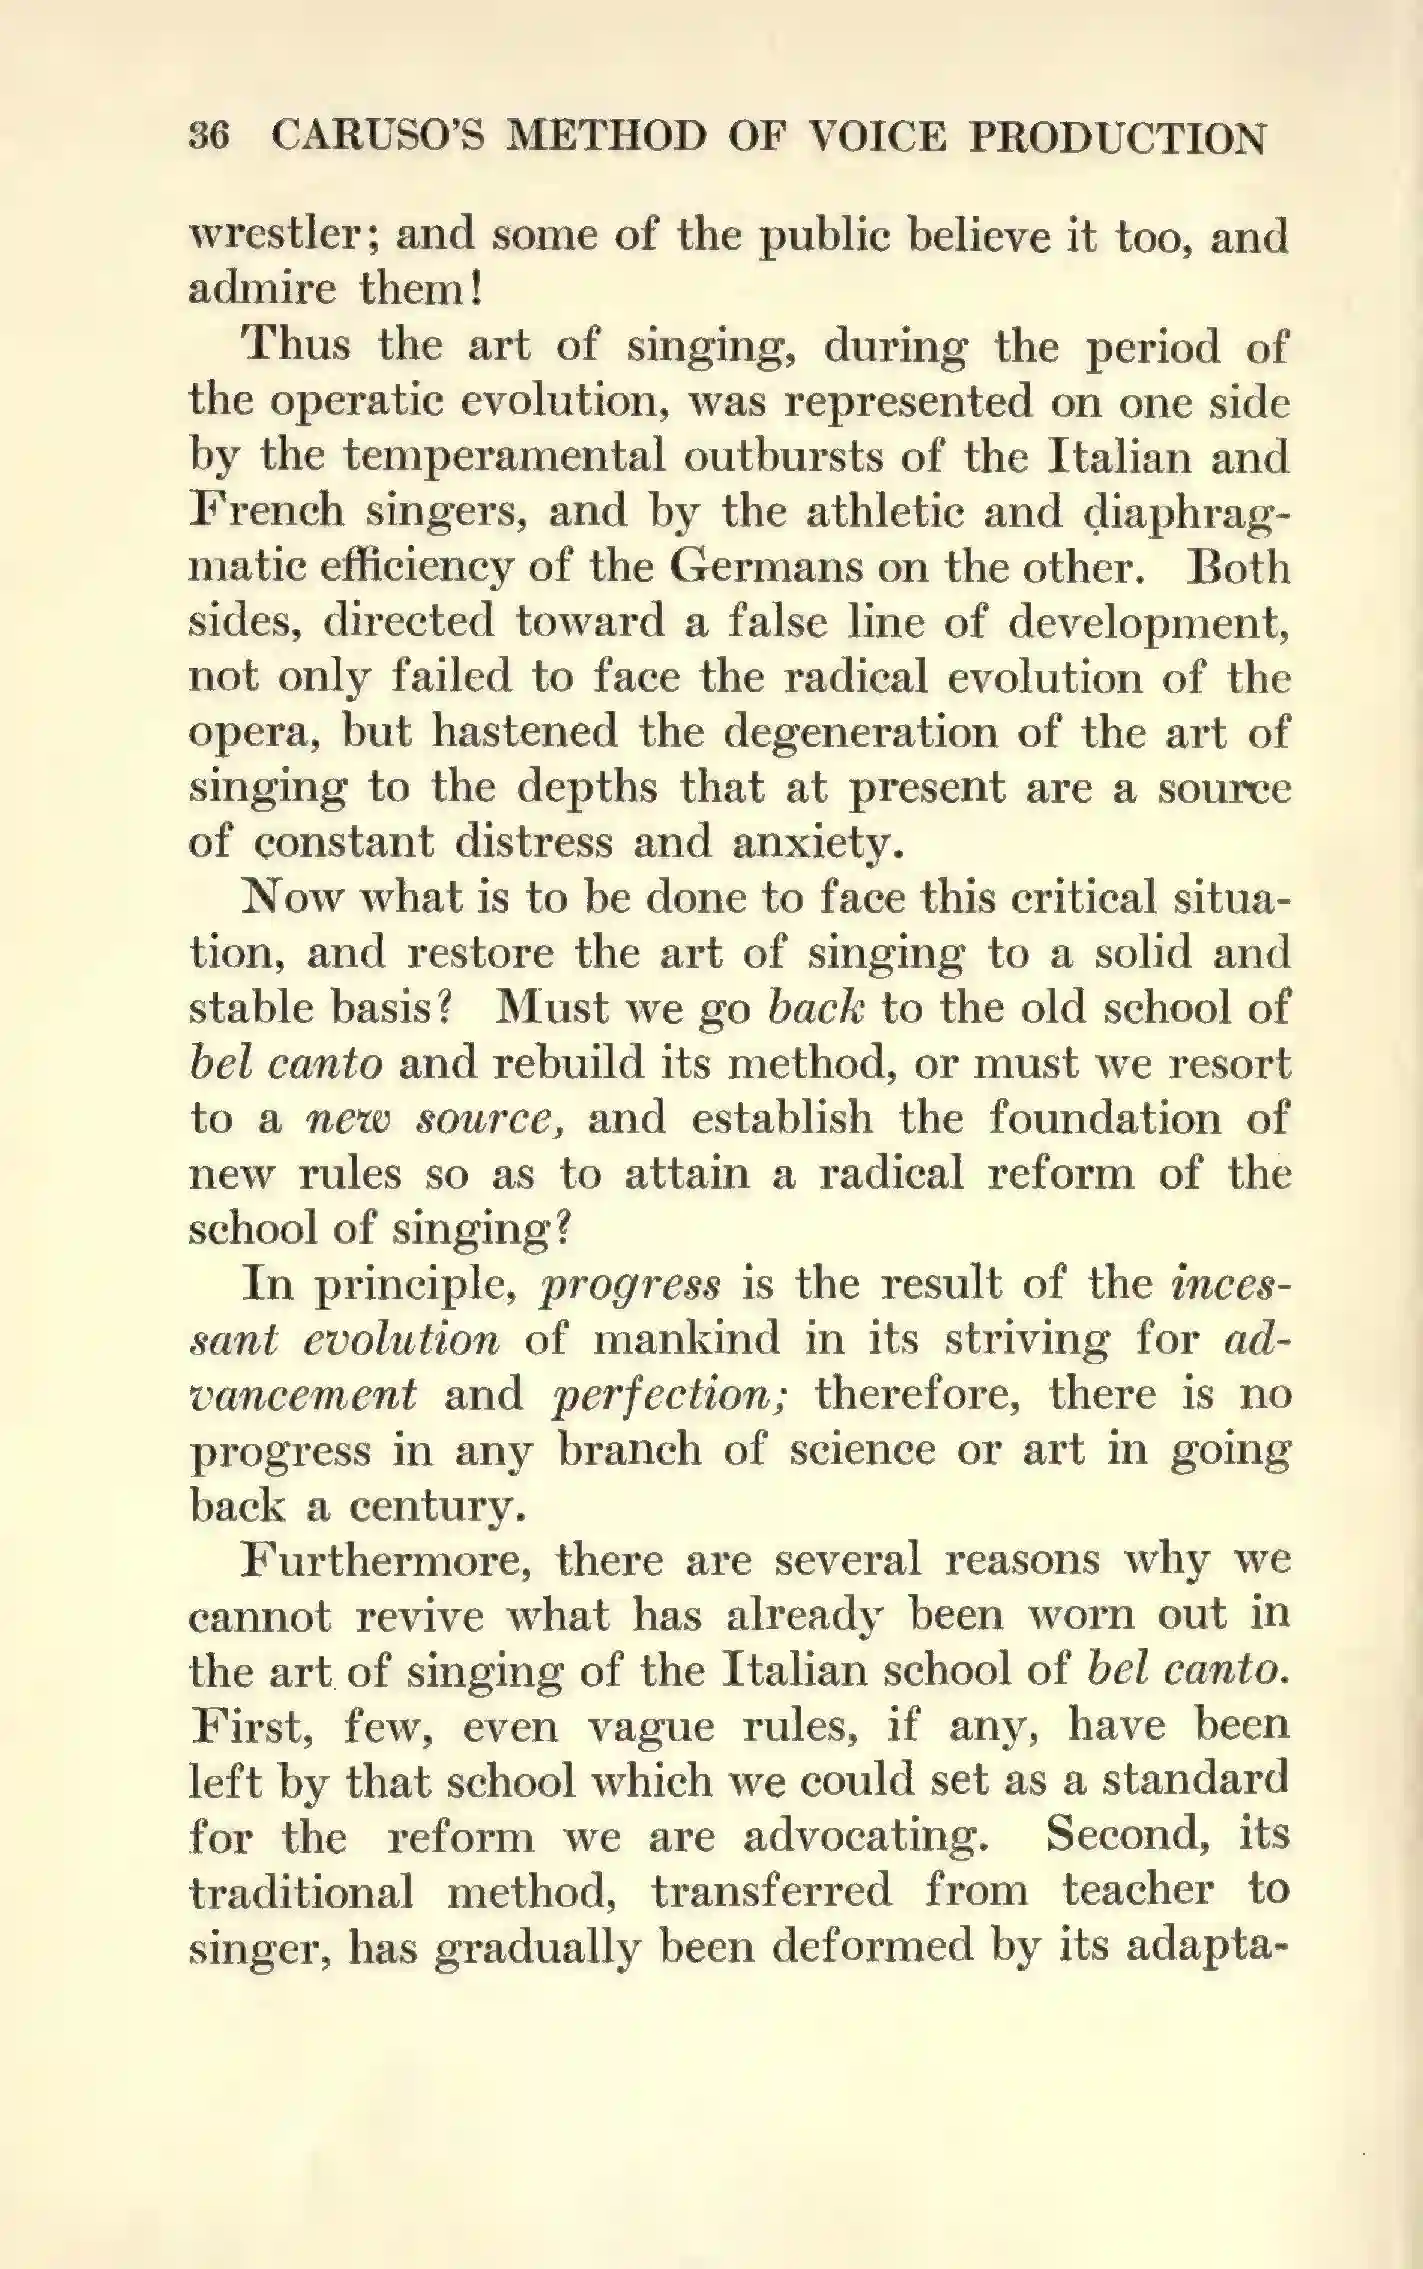 36 CARUSO'S METHOD OF VOICE PRODUCTION
wrestler; and some of the public believe it too, and
admire them!
Thus the art of singing, during the period of
the operatic evolution, was represented on one side
by the temperamental outbursts of the Italian and
French singers, and by the athletic and diaphrag-
matic efficiency of the Germans on the other. Both
sides, directed toward a false line of development,
not only failed to face the radical evolution of the
opera, but hastened the degeneration of the art of
singing to the depths that at present are a source
of constant distress and anxiety.
Now what is to be done to face this critical situa-
tion, and restore the art of singing to a solid and
stable basis? Must we go back to the old school of
bel canto and rebuild its method, or must we resort
to a new source, and establish the foundation of
new rules so as to attain a radical reform of the
school of singing?
In principle, progress is the result of the inces-
sant evolution of mankind in its striving for ad-
vancement and perfection; therefore, there is no
progress in any branch of science or art in going
back a century.
Furthermore, there are several reasons why we
cannot revive what has already been worn out in
the art of singing of the Italian school of bel canto.
First, few, even vague rules, if any, have been
left by that school which we could set as a standard
for the reform we are advocating. Second, its
traditional method, transferred from teacher to
singer, has gradually been deformed by its adapta-